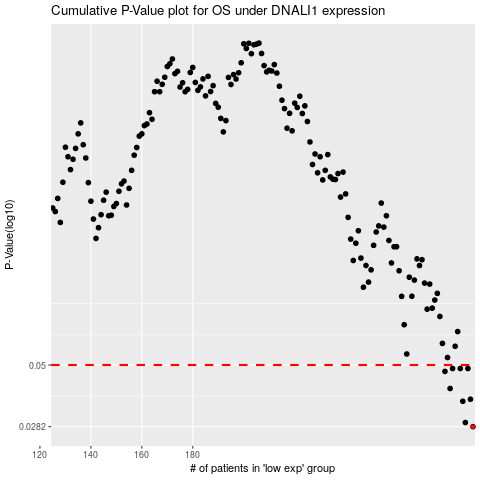 Cumulative P-Value plot for OS under DNALI1 expression
P-Value(log10)
0.05
0.0282
120 140 160 180
# of patients in 'low exp' group